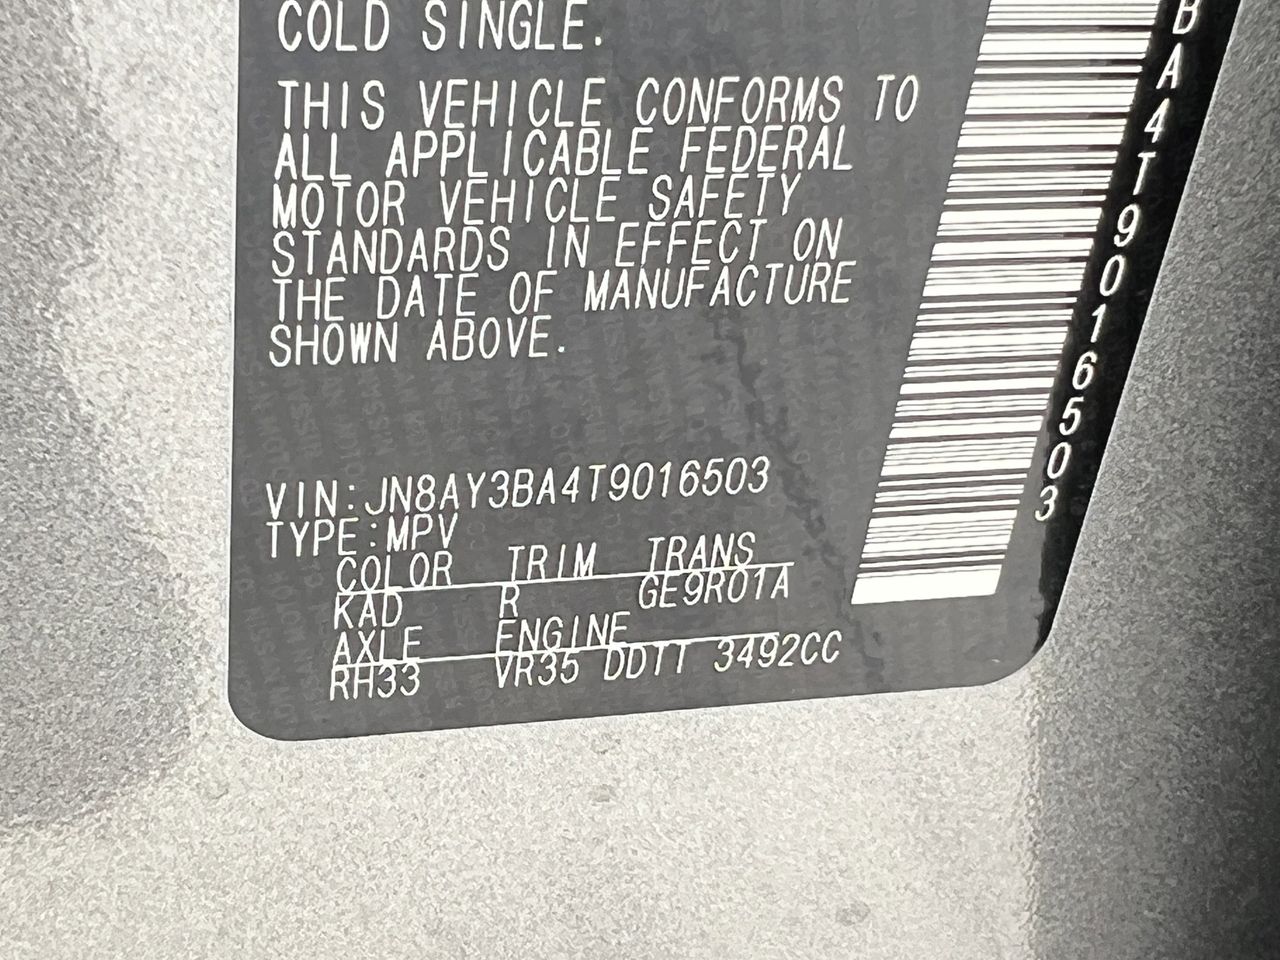 COLD SINGLE.
THIS VEHICLE CONFORMS TO
ALL APPLICABLE FEDERAL
MOTOR VEHICLE SAFETY
STANDARDS IN EFFECT ON
THE DATE OF MANUFACTURE
SHOWN ABOVE.
VIN:JN8AY3BA4T9016503
TYPE:MPV
COLOR TRIM TRANS
KAD R GE9R01A
AXLE ENGINE
RH33 VR35 DDTT 3492CC
BA4T9016503